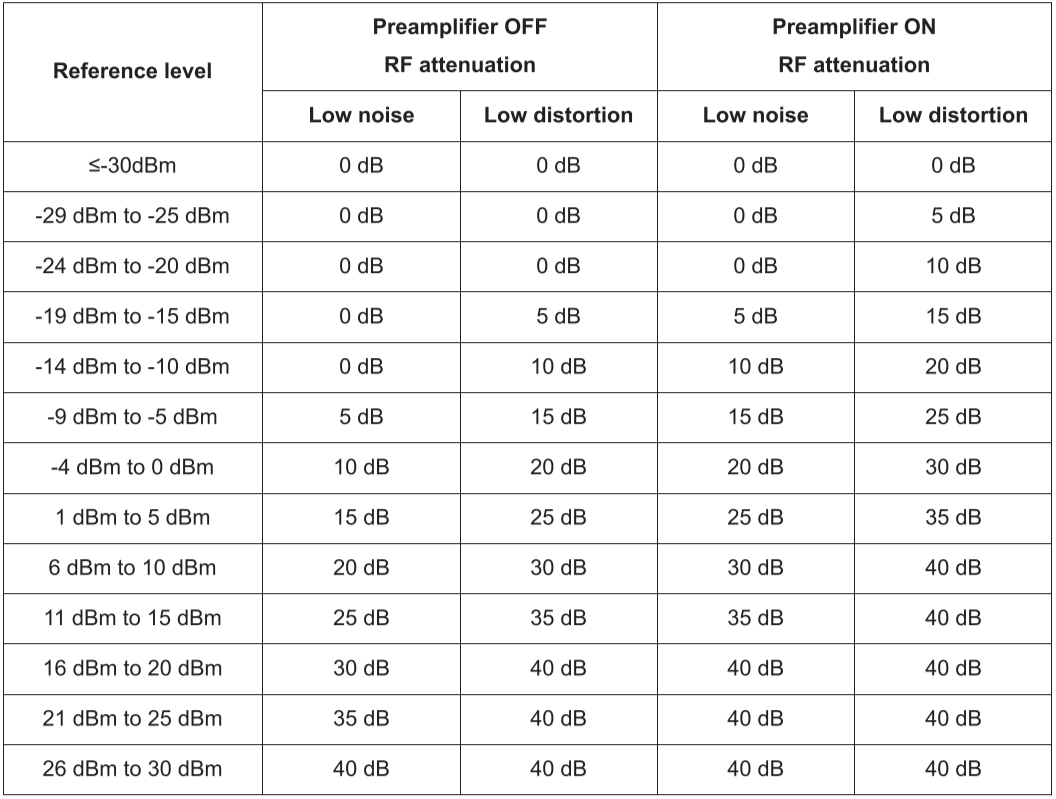 Reference level
Preamplifier OFF
RF attenuation
Preamplifier ON
RF attenuation
Low noise
Low distortion
Low noise
Low distortion
≤-30dBm 0 dB 0 dB 0 dB 0 dB
-29 dBm to -25 dBm 0 dB 0 dB 0 dB 5 dB
-24 dBm to -20 dBm 0 dB 0 dB 0 dB 10 dB
-19 dBm to -15 dBm 0 dB 5 dB 5 dB 15 dB
-14 dBm to -10 dBm 0 dB 10 dB 10 dB 20 dB
-9 dBm to -5 dBm 5 dB 15 dB 15 dB 25 dB
-4 dBm to 0 dBm 10 dB 20 dB 20 dB 30 dB
1 dBm to 5 dBm 15 dB 25 dB 25 dB 35 dB
6 dBm to 10 dBm 20 dB 30 dB 30 dB 40 dB
11 dBm to 15 dBm 25 dB 35 dB 35 dB 40 dB
16 dBm to 20 dBm 30 dB 40 dB 40 dB 40 dB
21 dBm to 25 dBm 35 dB 40 dB 40 dB 40 dB
26 dBm to 30 dBm 40 dB 40 dB 40 dB 40 dB